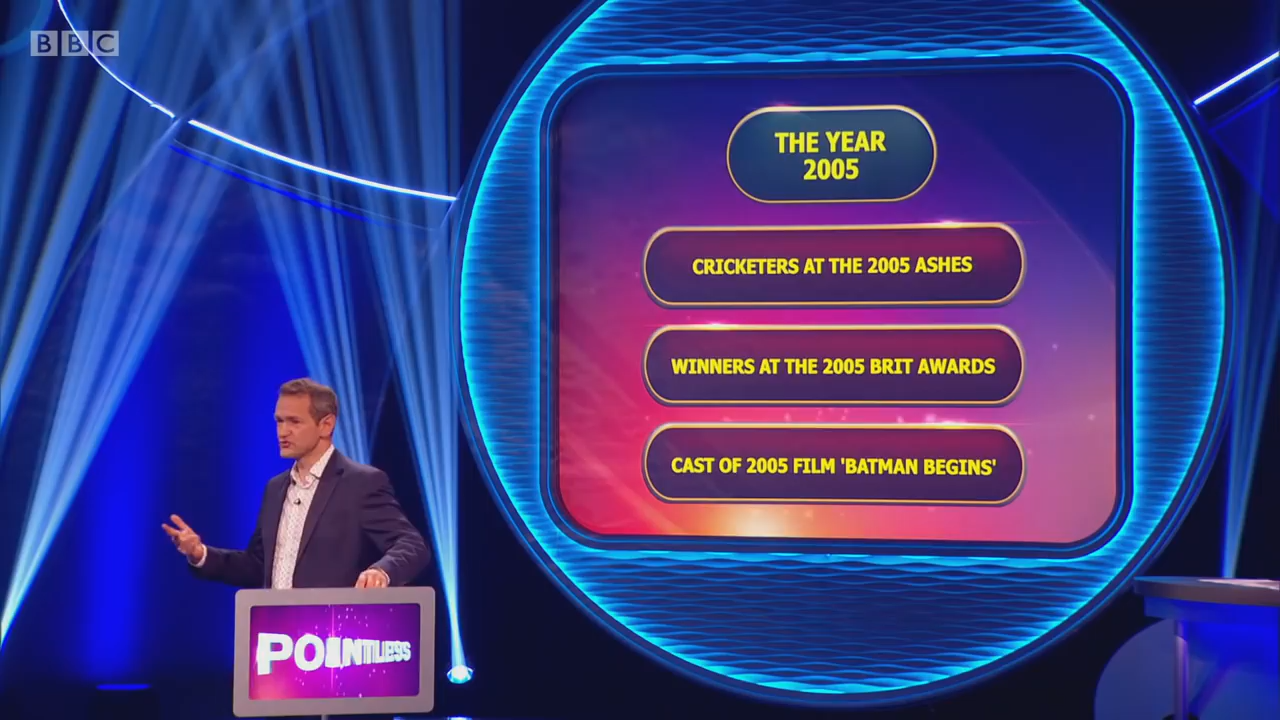 BBC
THE YEAR
2005
CRICKETERS AT THE 2005 ASHES
WINNERS AT THE 2005 BRIT AWARDS
CAST OF 2005 FILM 'BATMAN BEGINS'
POINTLESS